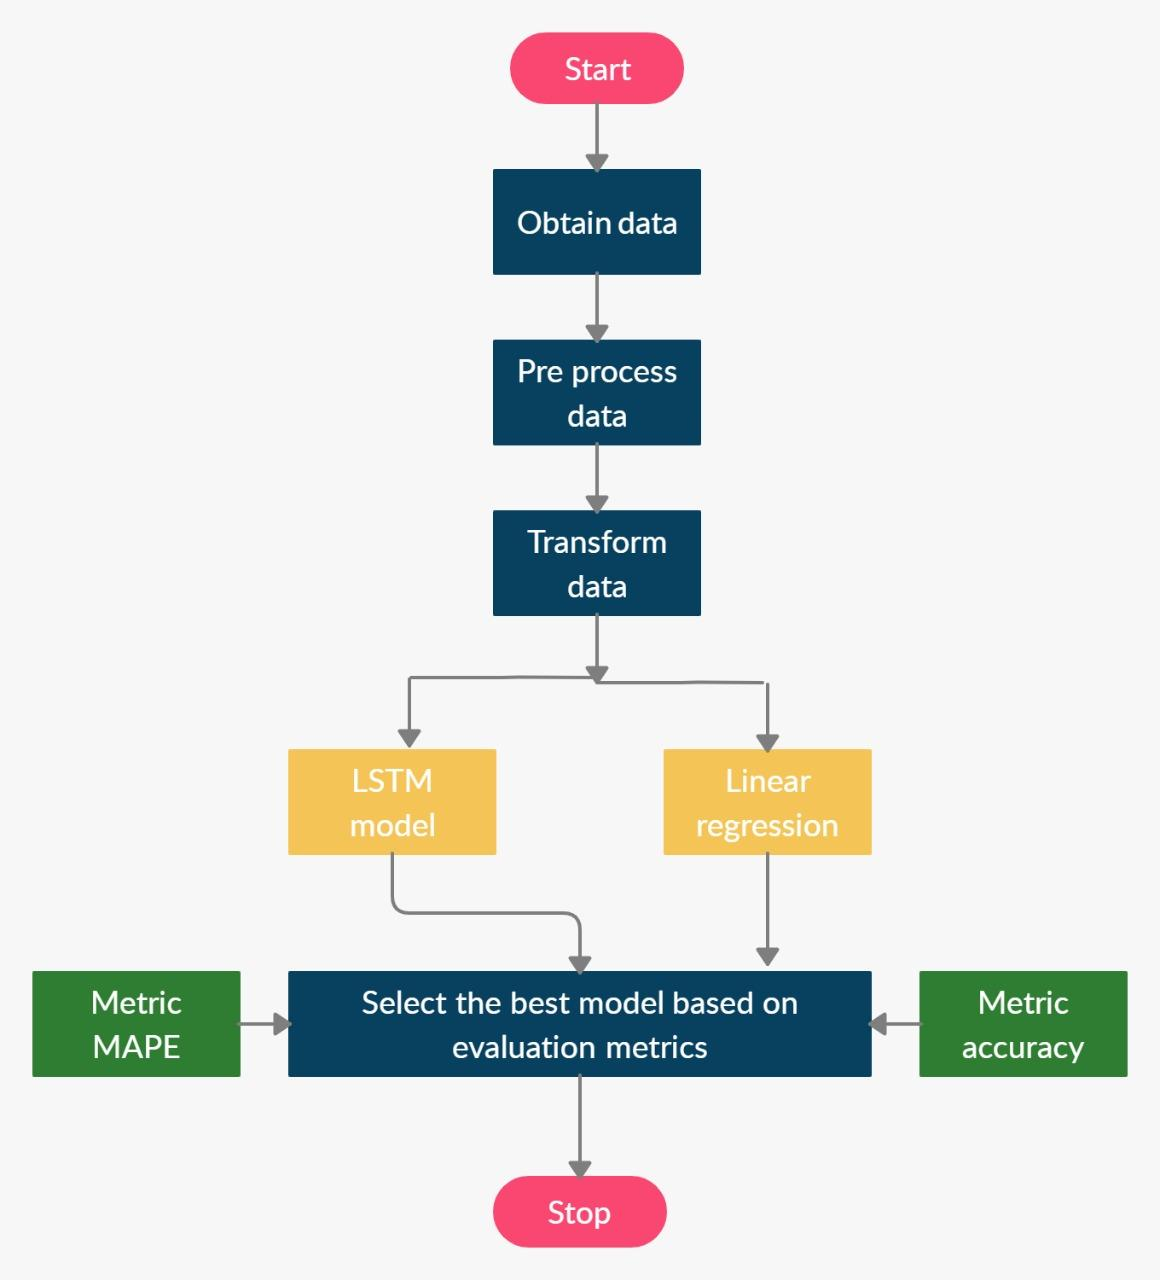 Start
Obtain data
Pre process
data
Transform
data
LSTM
model
Linear
regression
Metric
MAPE
Select the best model based on
evaluation metrics
Metric
accuracy
Stop